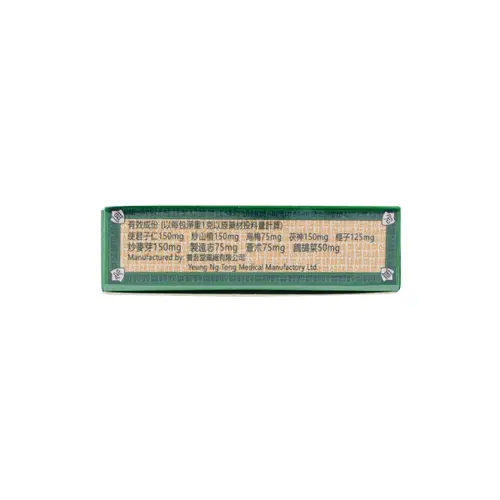 有效成份 (以每包淨重1克以原藥材投料量計算)
使君子仁150mg 炒山楂150mg 烏梅75mg 茯神150mg 梔子125mg
炒麥芽150mg 製遠志75mg 蒼朮75mg 鷓鴣菜50mg
Manufactured by: 養吾堂藥廠有限公司
Yeung Ng Tong Medical Manufactory Ltd.